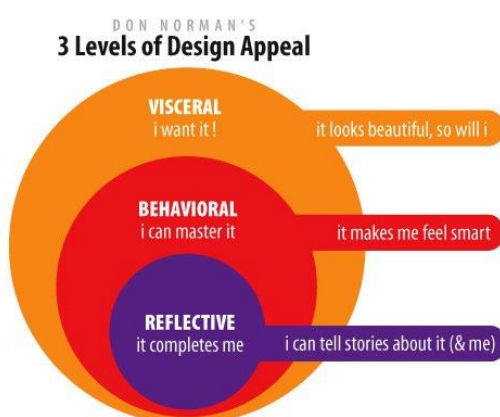 DON NORMAN'S
3 Levels of Design Appeal
VISCERAL
i want it !
it looks beautiful, so will i
BEHAVIORAL
i can master it
it makes me feel smart
REFLECTIVE
it completes me
i can tell stories about it (& me)